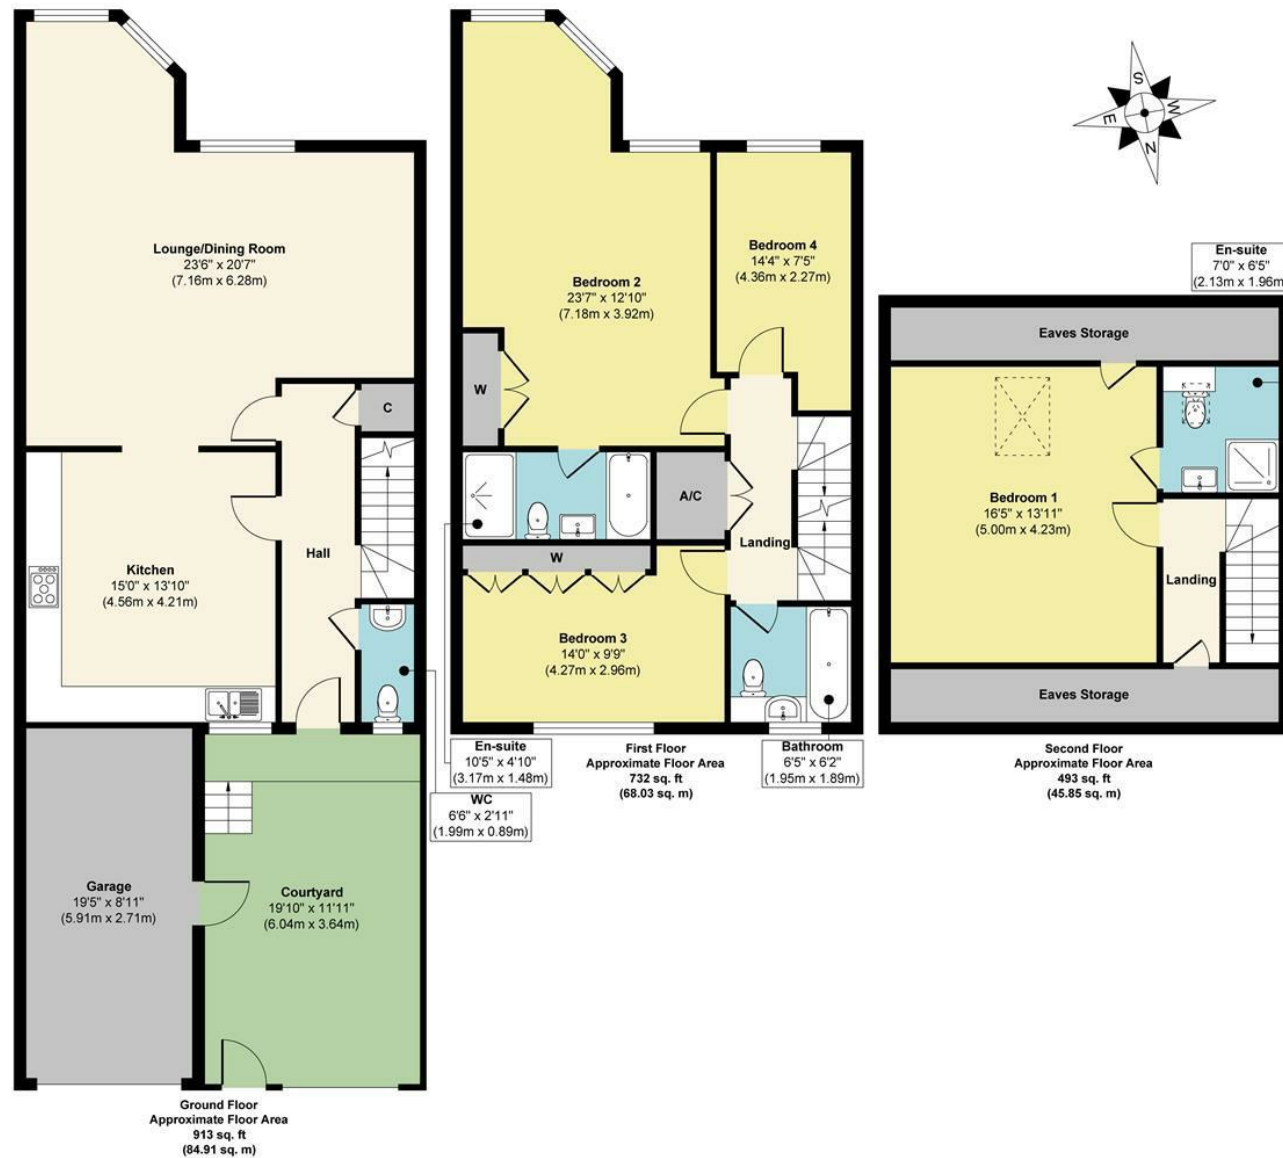 Lounge/Dining Room
23'6" x 20'7"
(7.16m x 6.28m)
C
Hall
Kitchen
15'0" x 13'10"
(4.56m x 4.21m)
WC
6'6" x 2'11"
(1.99m x 0.89m)
Garage
19'5" x 8'11"
(5.91m x 2.71m)
Courtyard
19'10" x 11'11"
(6.04m x 3.64m)
Ground Floor
Approximate Floor Area
913 sq. ft
(84.91 sq. m)
Bedroom 2
23'7" x 12'10"
(7.18m x 3.92m)
Bedroom 4
14'4" x 7'5"
(4.36m x 2.27m)
W
A/C
Landing
W
Bedroom 3
14'0" x 9'9"
(4.27m x 2.96m)
En-suite
10'5" x 4'10"
(3.17m x 1.48m)
First Floor
Approximate Floor Area
732 sq. ft
(68.03 sq. m)
Bathroom
6'5" x 6'2"
(1.95m x 1.89m)
S
W
E
N
En-suite
7'0" x 6'5"
(2.13m x 1.96m
Eaves Storage
Bedroom 1
16'5" x 13'11"
(5.00m x 4.23m)
Landing
Eaves Storage
Second Floor
Approximate Floor Area
493 sq. ft
(45.85 sq. m)